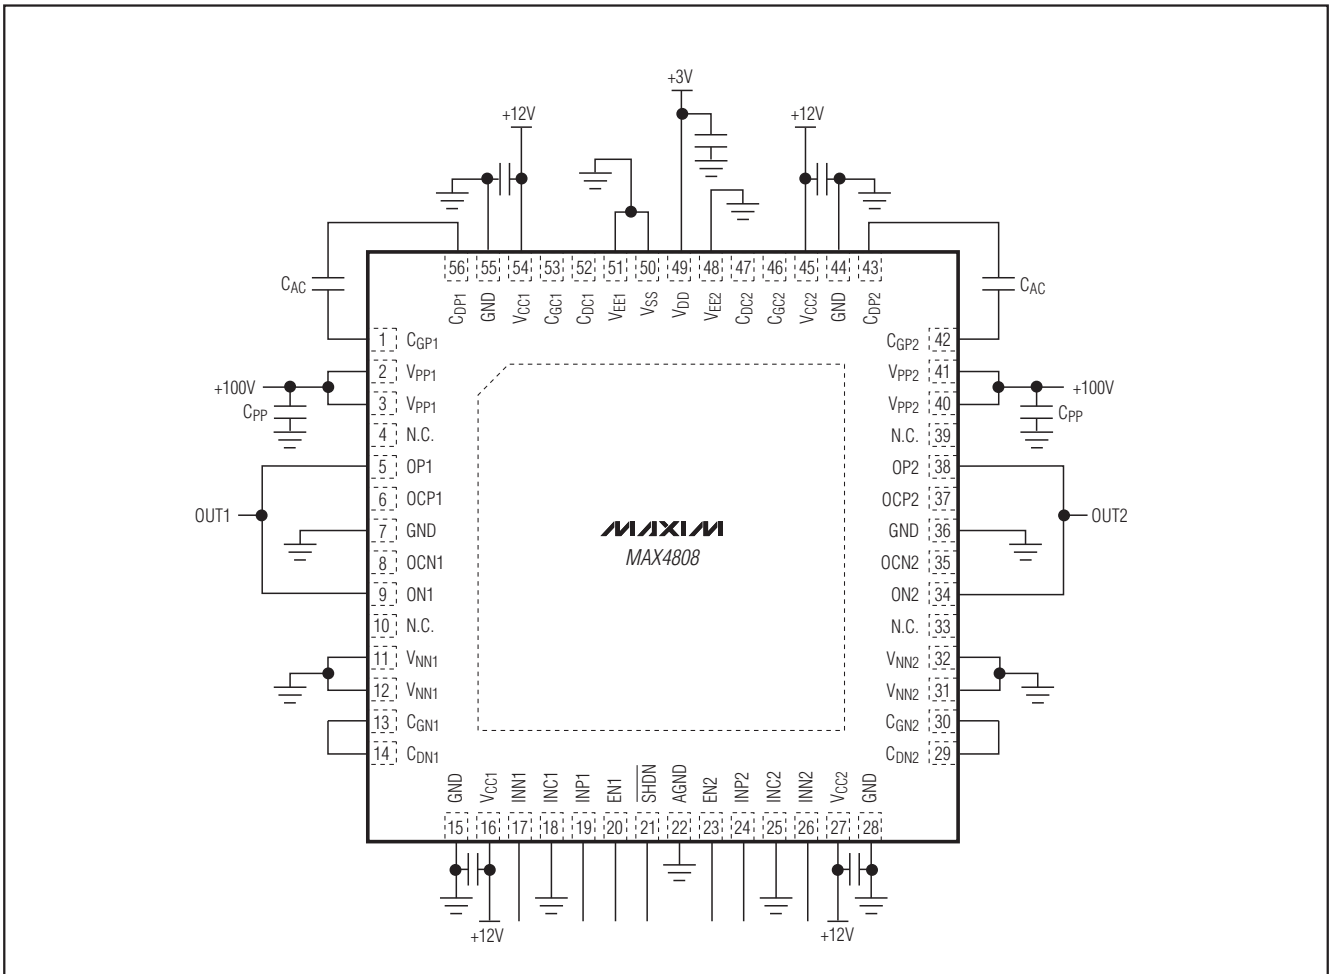 +3V
+12V
+12V
CAC
CAC
56 55 54 53 52 51 50 49 48 47 46 45 44 43
CDP1 GND VCC1 CGC1 CDC1 VEE1 VSS VDD VEE2 CDC2 CGC2 VCC2 GND CDP2
1 CGP1
CGP2 42
2 VPP1
VPP2 41
+100V
+100V
3 VPP1
VPP2 40
CPP
CPP
4 N.C.
N.C. 39
5 OP1
OP2 38
6 OCP1
OCP2 37
OUT1
OUT2
7 GND
GND 36
MAXIM
MAX4808
8 OCN1
OCN2 35
9 ON1
ON2 34
10 N.C.
N.C. 33
11 VNN1
VNN2 32
12 VNN1
VNN2 31
13 CGN1
CGN2 30
14 CDN1
CDN2 29
GND VCC1 INN1 INC1 INP1 EN1 SHDN AGND EN2 INP2 INC2 INN2 VCC2 GND
15 16 17 18 19 20 21 22 23 24 25 26 27 28
+12V
+12V